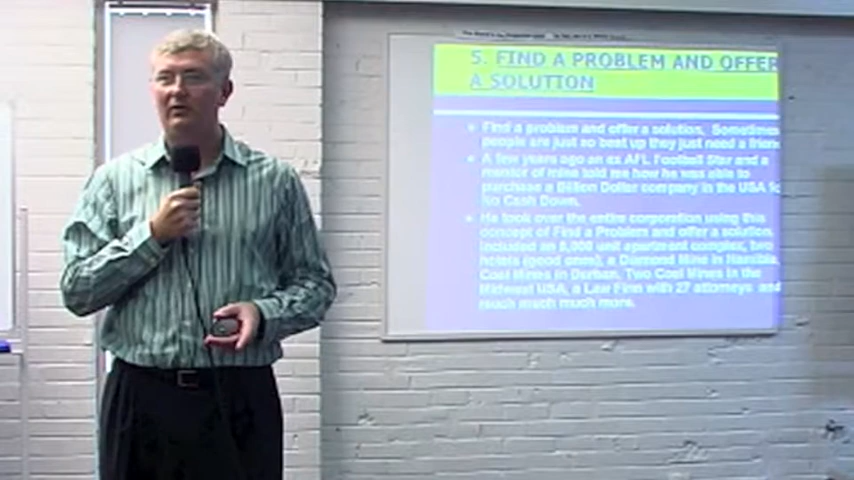 5. FIND A PROBLEM AND OFFER
A SOLUTION
Find a problem and offer a solution. Sometimes
people are just so beat up they just need a friend
A few years ago an ex AFL Football Star and a
mentor of mine told me how he was able to
purchase a Billion Dollar company in the USA fo
No Cash Down.
He took over the entire corporation using this
concept of Find a Problem and offer a solution.
included an 8,000 unit apartment complex, two
hotels (good ones), a Diamond Mine in Namibia,
Coal Mines in Durban, Two Coal Mines in the
Midwest USA, a Law Firm with 27 attorneys and
much much much more.